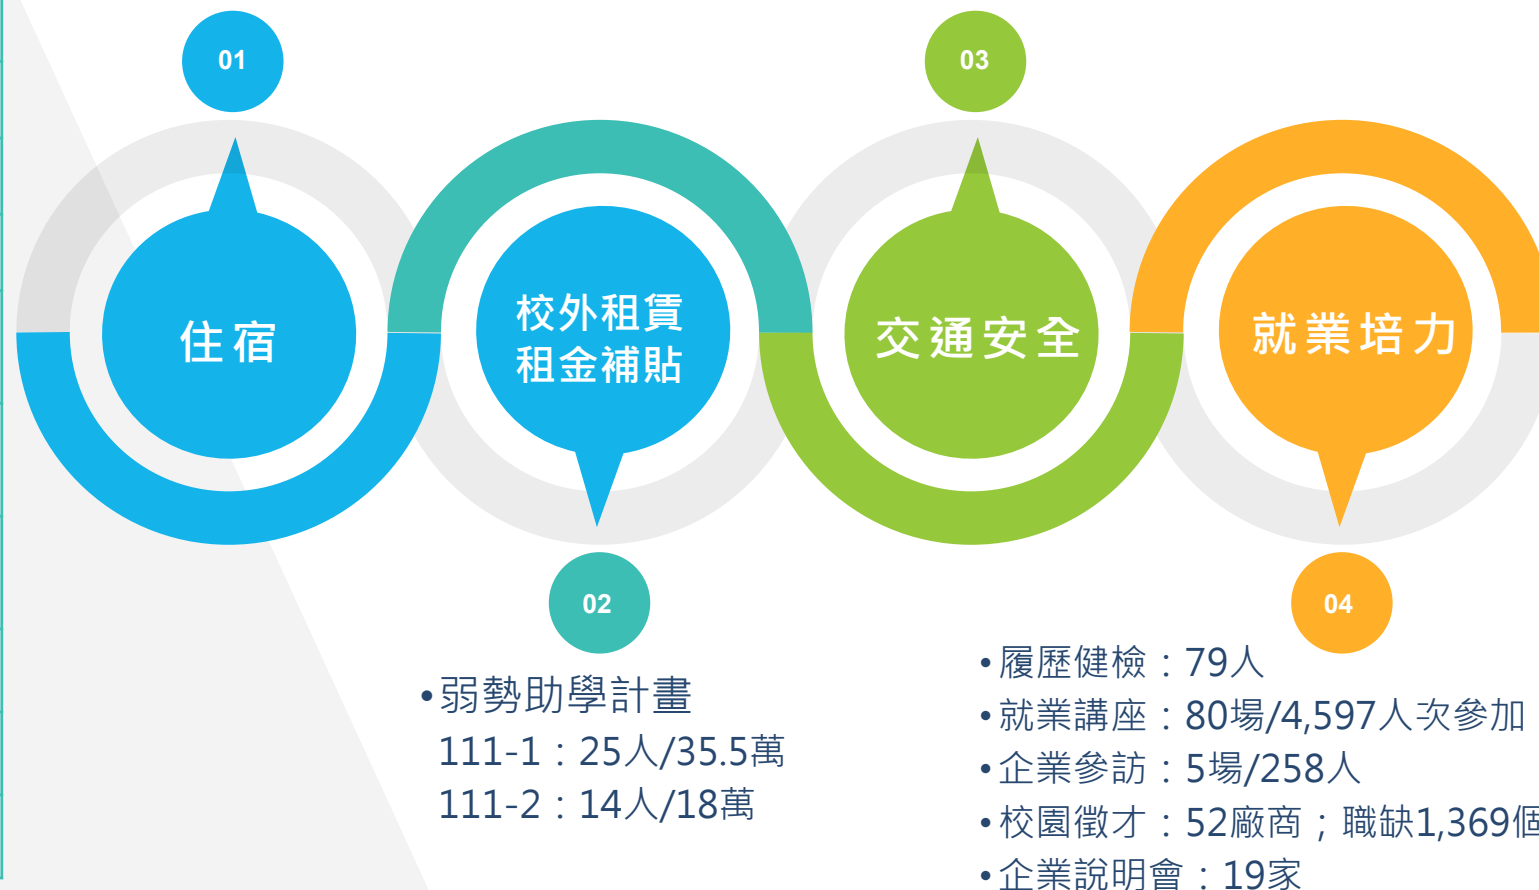 01
住宿
校外租賃
租金補貼
02
•弱勢助學計畫
111-1：25人/35.5萬
111-2：14人/18萬
03
交通安全
就業培力
04
•履歷健檢：79人
•就業講座：80場/4,597人次參加
•企業參訪：5場/258人
•校園徵才：52廠商；職缺1,369個
•企業說明會：19家